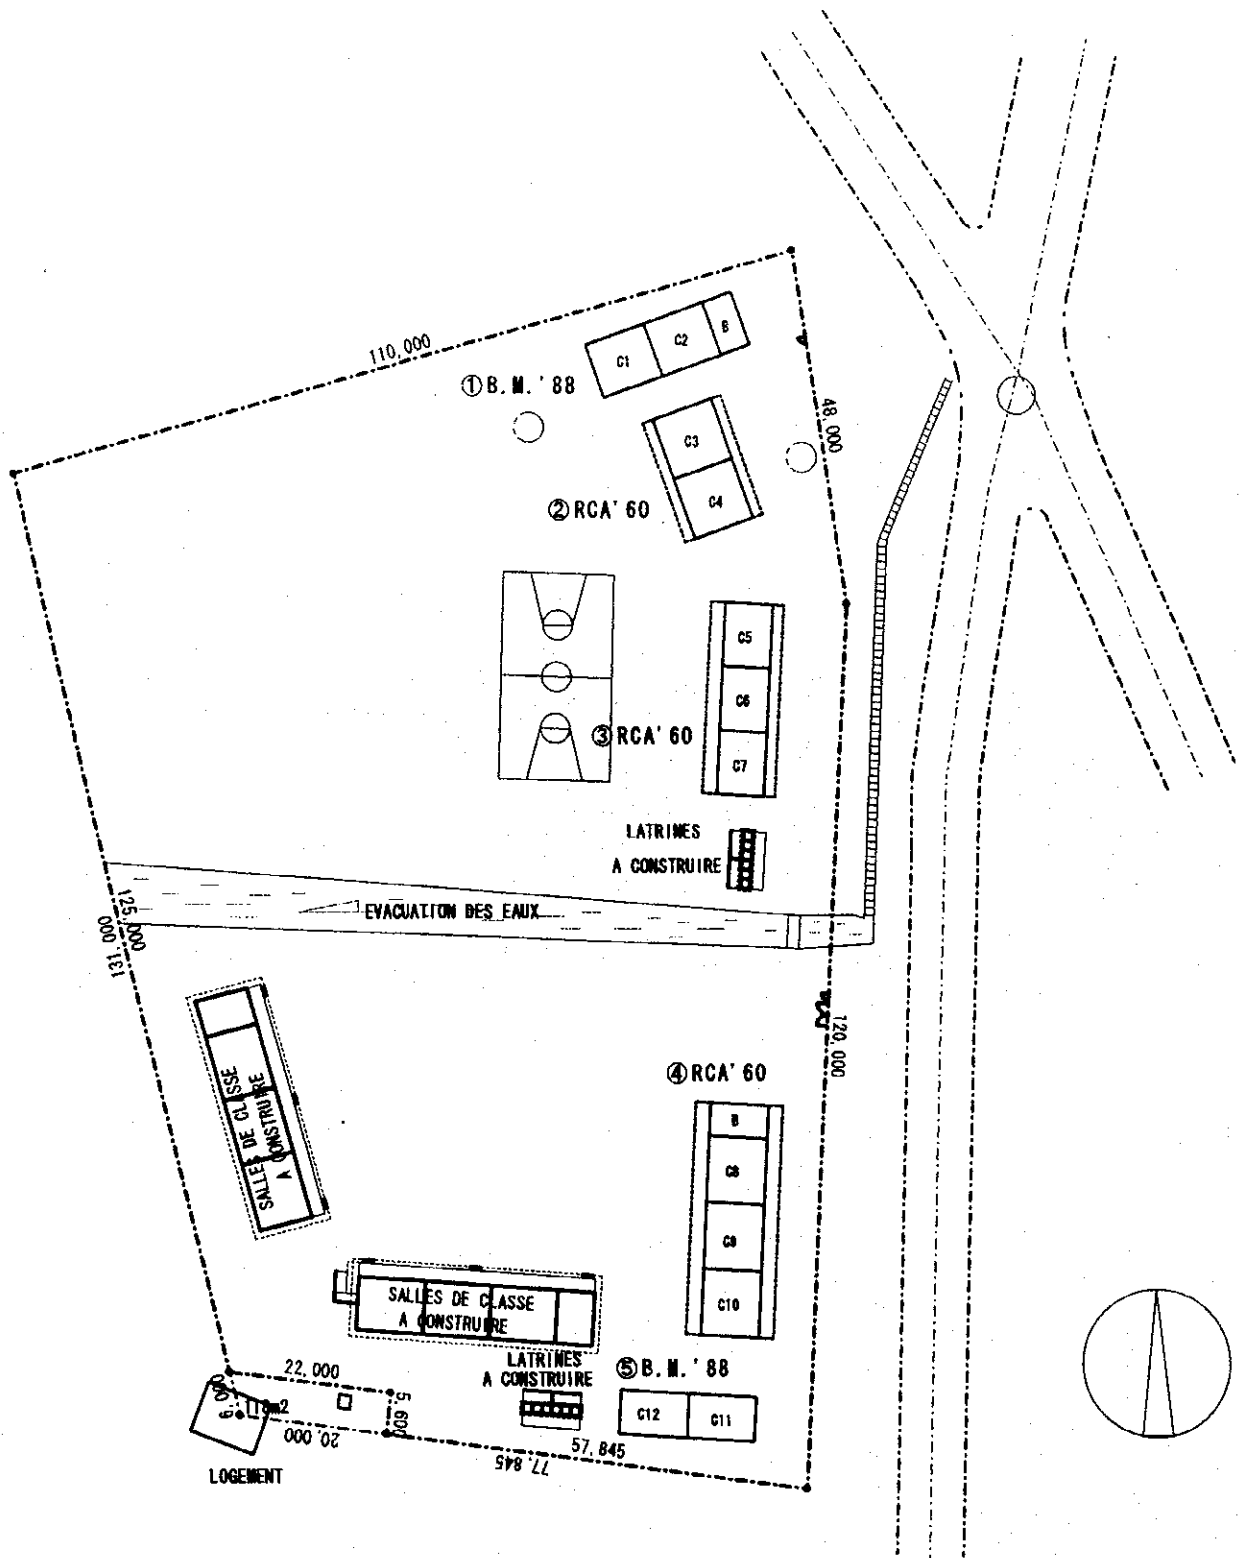 110,000
C1
C2
B
①B.M.'88
48,000
C3
C4
②RCA'60
C5
C6
C7
③RCA'60
LATRINES
A CONSTRUIRE
EVACUATION DES EAUX
125,000
131,000
120,000
④RCA'60
B
C8
C9
C10
SALLES DE CLASSE
A CONSTRUIRE
SALLES DE CLASSE
A CONSTRUIRE
LATRINES
A CONSTRUIRE
⑤B.M.'88
C12
C11
22,000
5,600
6,000
20,000
57,845
77,845
LOGEMENT